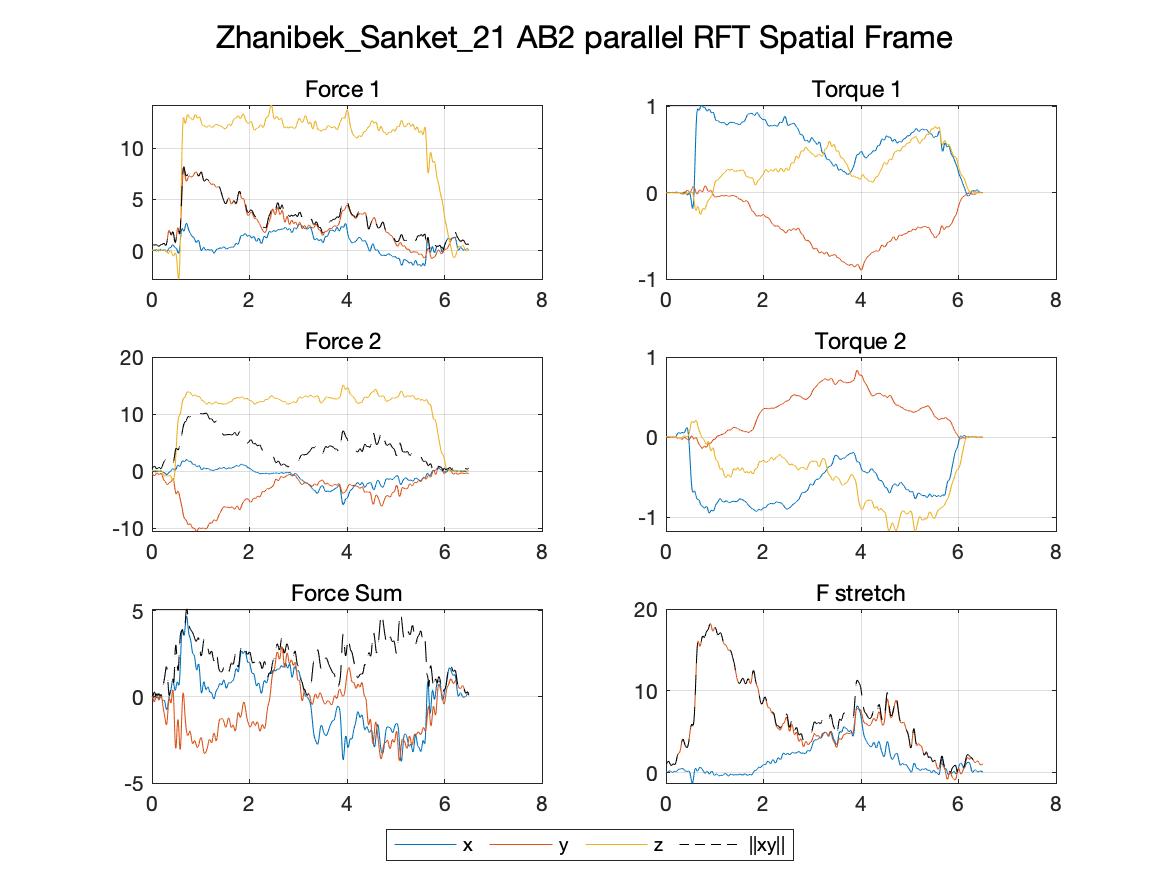 Zhanibek_Sanket_21 AB2 parallel RFT Spatial Frame
Force 1
10
5
0
0 2 4 6 8
Torque 1
1
0
-1
0 2 4 6 8
Force 2
20
10
0
-10
0 2 4 6 8
Torque 2
1
0
-1
0 2 4 6 8
Force Sum
5
0
-5
0 2 4 6 8
F stretch
20
10
0
0 2 4 6 8
x y z ||xy||